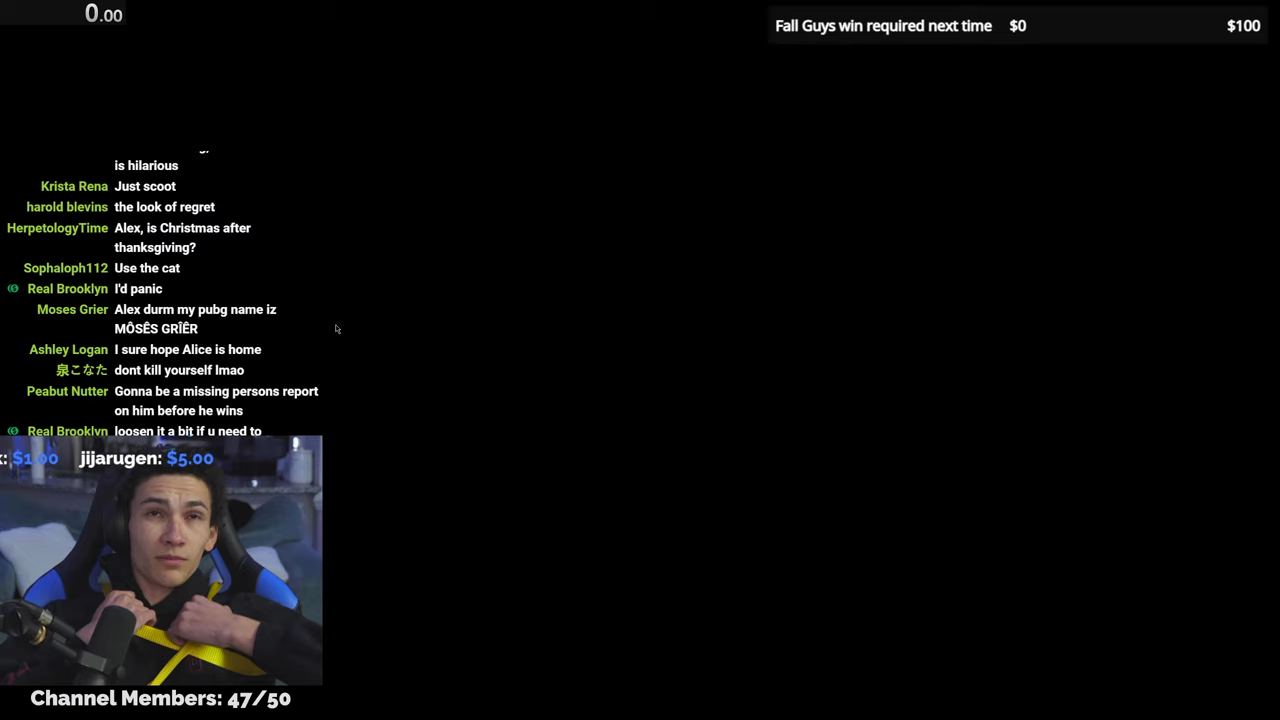 0.00
Fall Guys win required next time $0 $100
is hilarious
Krista Rena Just scoot
harold blevins the look of regret
HerpetologyTime Alex, is Christmas after
thanksgiving?
Sophaloph112 Use the cat
Real Brooklyn I'd panic
Moses Grier Alex durm my pubg name iz
MÔSÊS GRÎÊR
Ashley Logan I sure hope Alice is home
泉こなた dont kill yourself lmao
Peabut Nutter Gonna be a missing persons report
on him before he wins
Real Brooklyn loosen it a bit if u need to
: $1.00 jijarugen: $5.00
Channel Members: 47/50